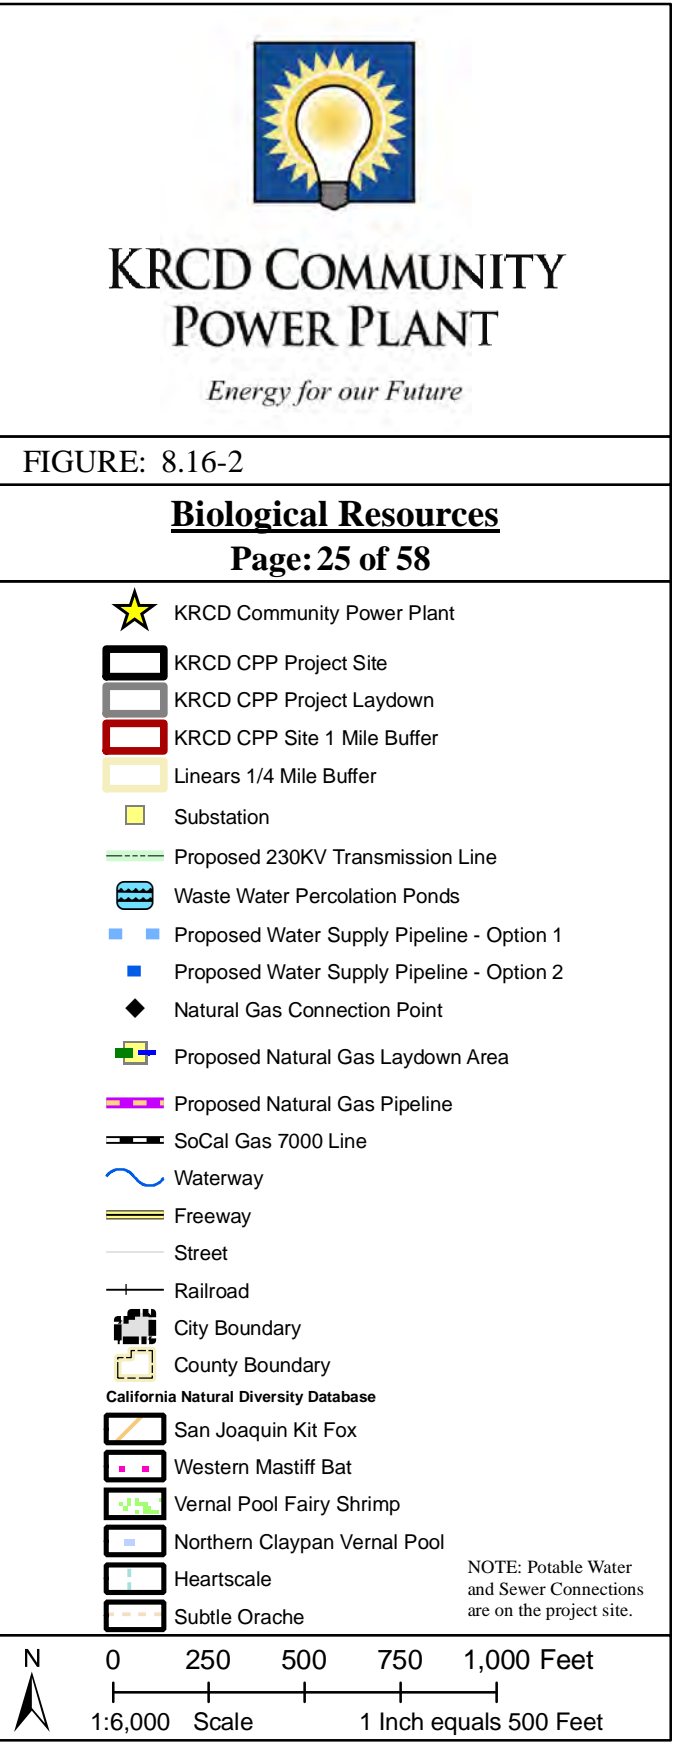 KRCD COMMUNITY
POWER PLANT
Energy for our Future
FIGURE: 8.16-2
Biological Resources
Page: 25 of 58
KRCD Community Power Plant
KRCD CPP Project Site
KRCD CPP Project Laydown
KRCD CPP Site 1 Mile Buffer
Linears 1/4 Mile Buffer
Substation
Proposed 230KV Transmission Line
Waste Water Percolation Ponds
Proposed Water Supply Pipeline - Option 1
Proposed Water Supply Pipeline - Option 2
Natural Gas Connection Point
Proposed Natural Gas Laydown Area
Proposed Natural Gas Pipeline
SoCal Gas 7000 Line
Waterway
Freeway
Street
Railroad
City Boundary
County Boundary
California Natural Diversity Database
San Joaquin Kit Fox
Western Mastiff Bat
Vernal Pool Fairy Shrimp
Northern Claypan Vernal Pool
Heartscale
Subtle Orache
NOTE: Potable Water
and Sewer Connections
are on the project site.
N
0 250 500 750 1,000 Feet
1:6,000 Scale 1 Inch equals 500 Feet